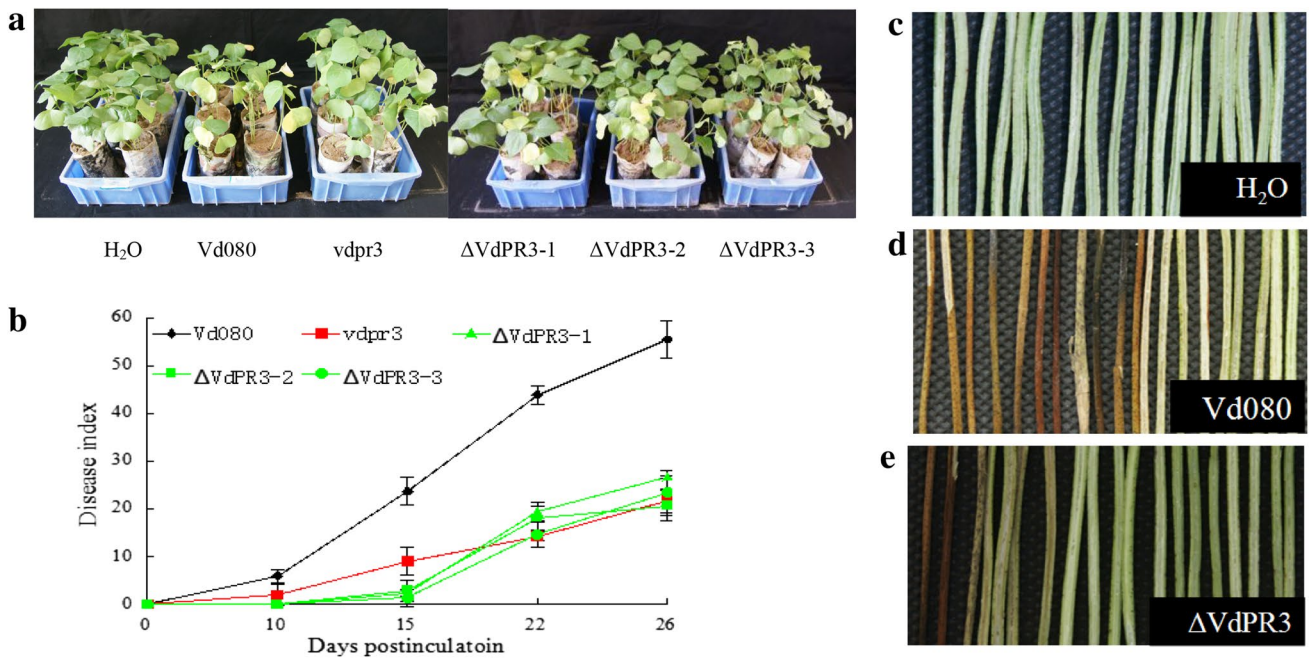 a
H₂O Vd080 vdpr3 ΔVdPR3-1 ΔVdPR3-2 ΔVdPR3-3
b
60
50
40
30
20
10
0
Disease index
Vd080 vdpr3 ΔVdPR3-1
ΔVdPR3-2 ΔVdPR3-3
0 10 15 22 26
Days postinculatoin
c
H₂O
d
Vd080
e
ΔVdPR3